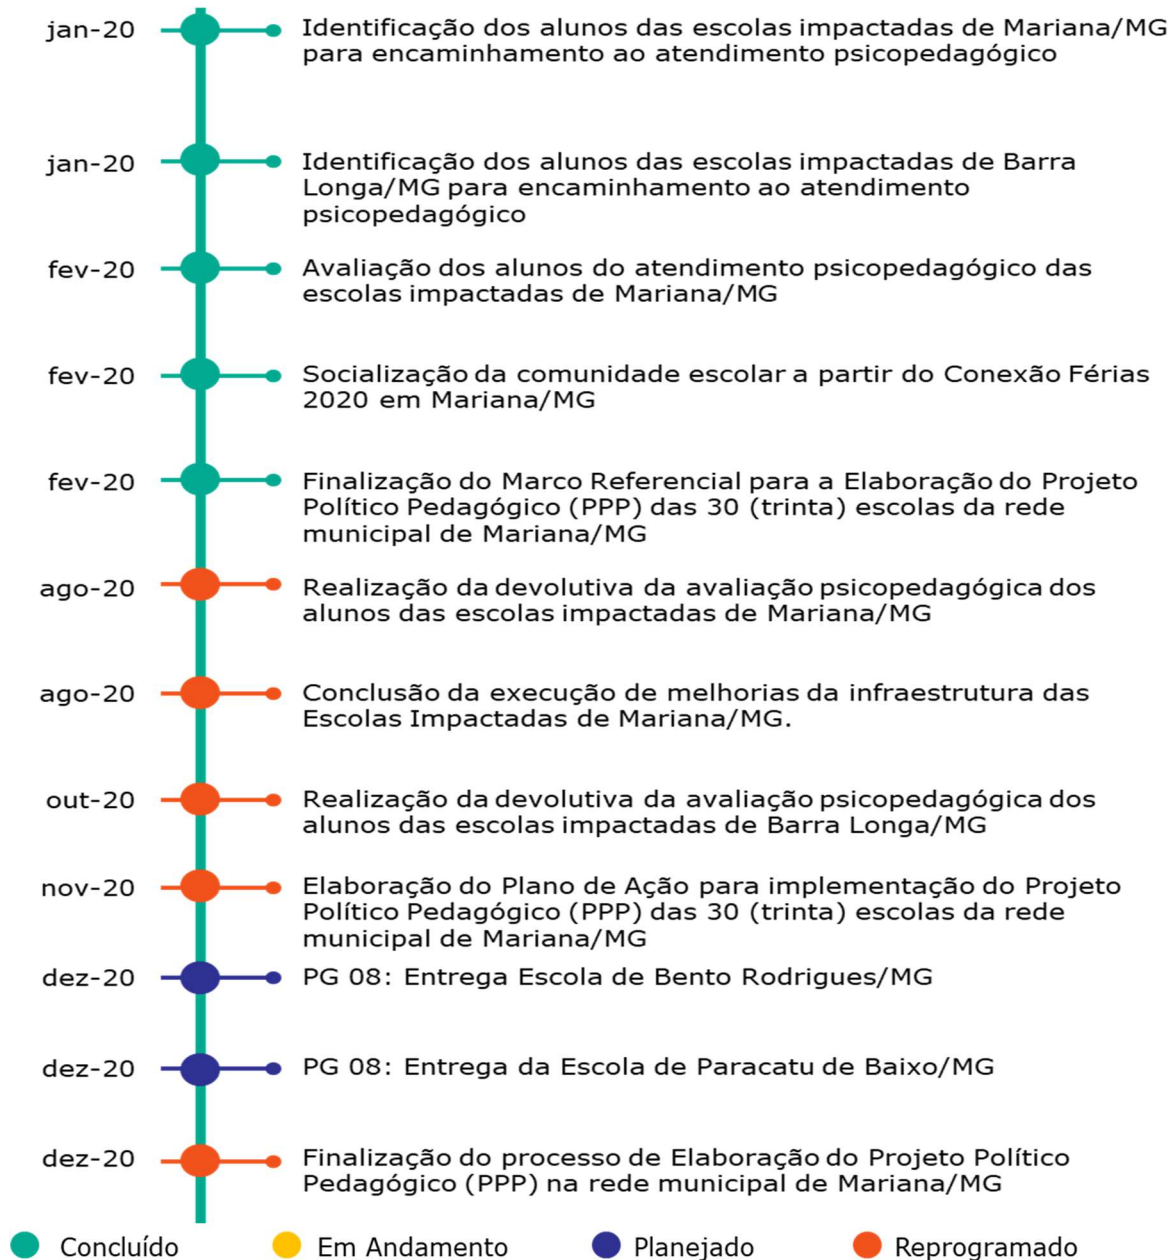 jan-20 Identificação dos alunos das escolas impactadas de Mariana/MG
para encaminhamento ao atendimento psicopedagógico
jan-20 Identificação dos alunos das escolas impactadas de Barra
Longa/MG para encaminhamento ao atendimento
psicopedagógico
fev-20 Avaliação dos alunos do atendimento psicopedagógico das
escolas impactadas de Mariana/MG
fev-20 Socialização da comunidade escolar a partir do Conexão Férias
2020 em Mariana/MG
fev-20 Finalização do Marco Referencial para a Elaboração do Projeto
Político Pedagógico (PPP) das 30 (trinta) escolas da rede
municipal de Mariana/MG
ago-20 Realização da devolutiva da avaliação psicopedagógica dos
alunos das escolas impactadas de Mariana/MG
ago-20 Conclusão da execução de melhorias da infraestrutura das
Escolas Impactadas de Mariana/MG.
out-20 Realização da devolutiva da avaliação psicopedagógica dos
alunos das escolas impactadas de Barra Longa/MG
nov-20 Elaboração do Plano de Ação para implementação do Projeto
Político Pedagógico (PPP) das 30 (trinta) escolas da rede
municipal de Mariana/MG
dez-20 PG 08: Entrega Escola de Bento Rodrigues/MG
dez-20 PG 08: Entrega da Escola de Paracatu de Baixo/MG
dez-20 Finalização do processo de Elaboração do Projeto Político
Pedagógico (PPP) na rede municipal de Mariana/MG
Concluído Em Andamento Planejado Reprogramado